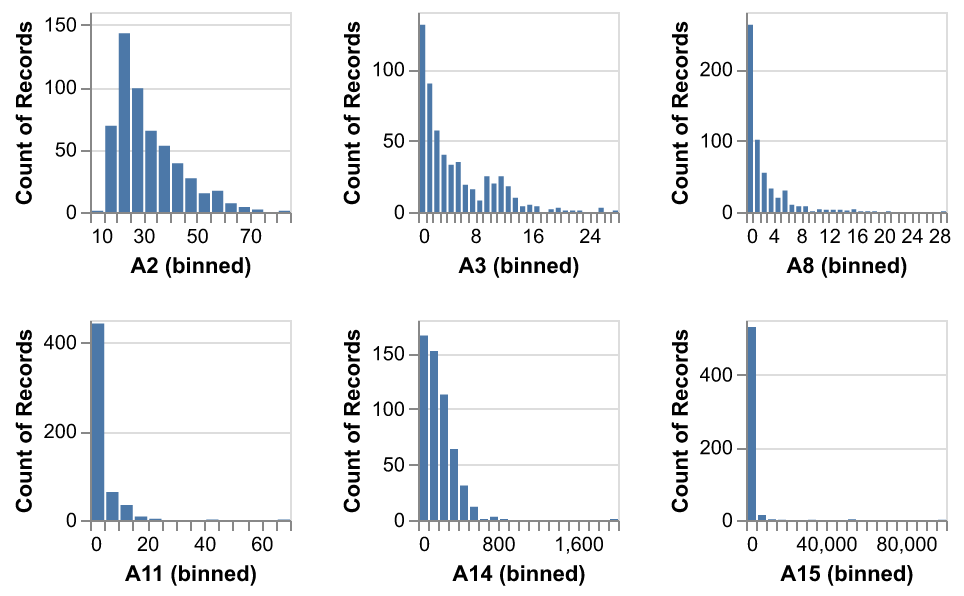 150
100
50
0
Count of Records
10 30 50 70
A2 (binned)
100
50
0
Count of Records
0 8 16 24
A3 (binned)
200
100
0
Count of Records
0 4 8 12 16 20 24 28
A8 (binned)
400
200
0
Count of Records
0 20 40 60
A11 (binned)
150
100
50
0
Count of Records
0 800 1,600
A14 (binned)
400
200
0
Count of Records
0 40,000 80,000
A15 (binned)